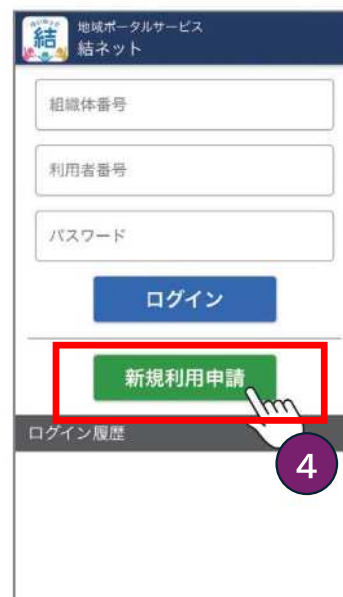 結
地域ポータルサービス
結ネット
組織体番号
利用者番号
パスワード
ログイン
新規利用申請
ログイン履歴
4